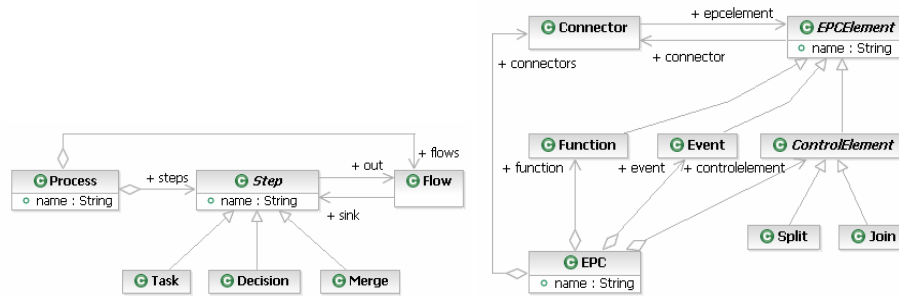 Process
name : String
+ steps
Step
name : String
+ out
+ sink
Flow
+ flows
Task
Decision
Merge
Connector
+ epcelement
EPCElement
name : String
+ connectors
+ connector
Function
Event
ControlElement
+ function
+ event
+ controlelement
Split
Join
EPC
name : String